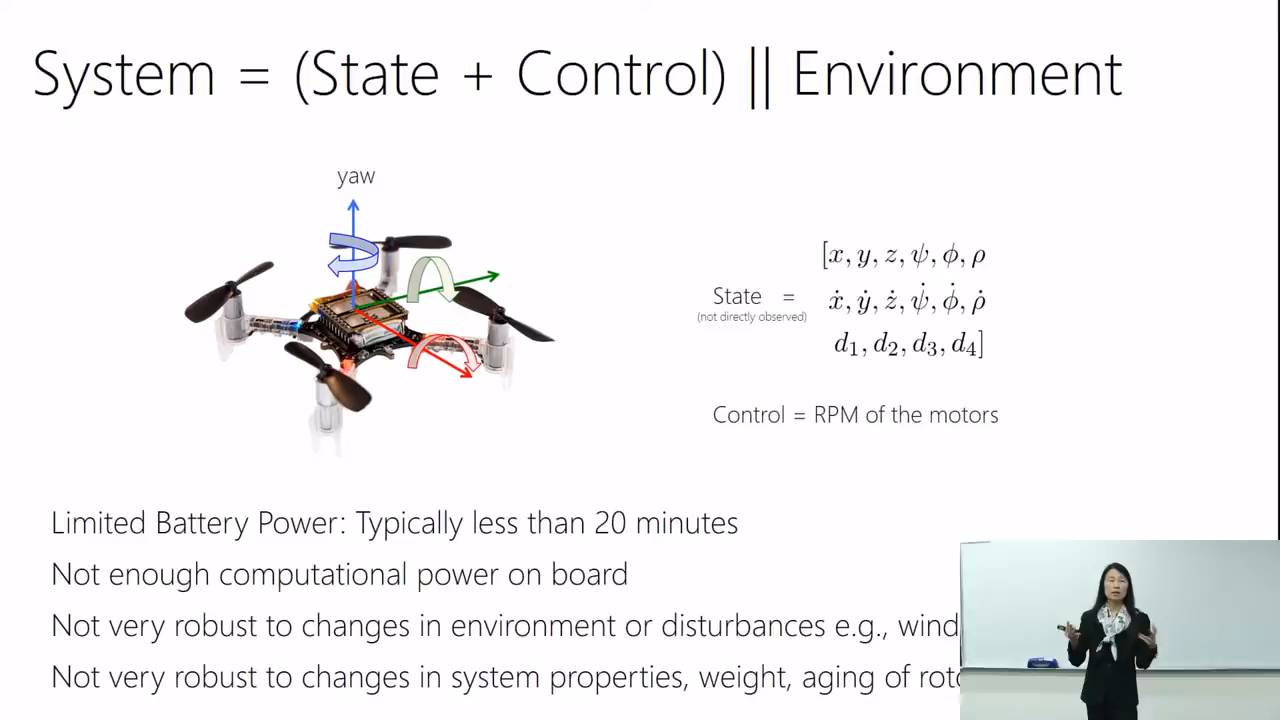 System = (State + Control) || Environment
yaw
[x, y, z, ψ, ϕ, ρ
State =
(not directly observed)
ẋ, ẏ, ż, ψ̇, ϕ̇, ρ̇
d₁, d₂, d₃, d₄]
Control = RPM of the motors
Limited Battery Power: Typically less than 20 minutes
Not enough computational power on board
Not very robust to changes in environment or disturbances e.g., wind
Not very robust to changes in system properties, weight, aging of